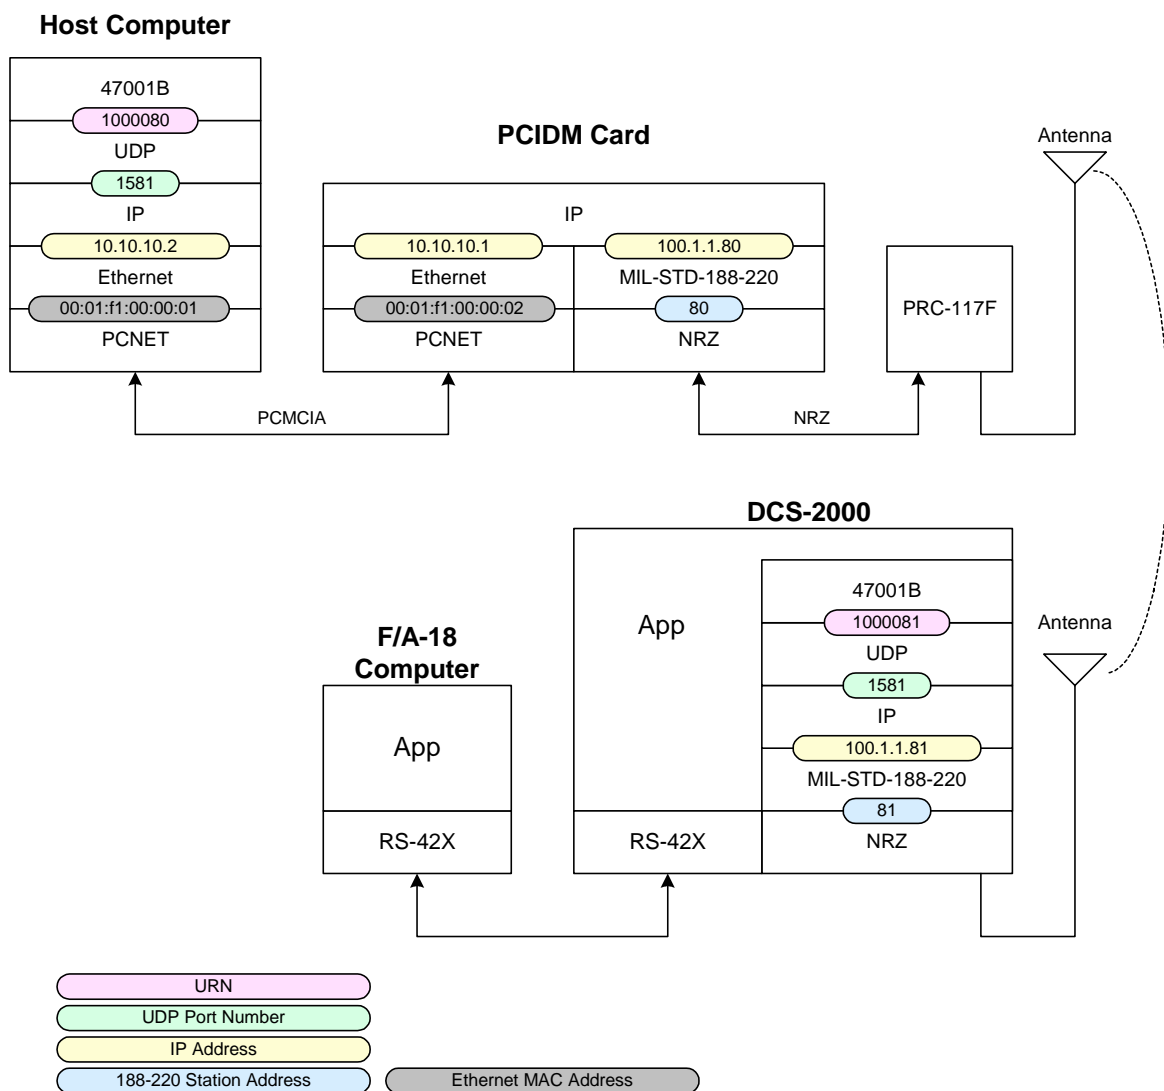 Host Computer
47001B
1000080
UDP
1581
IP
10.10.10.2
Ethernet
00:01:f1:00:00:01
PCNET
PCIDM Card
IP
10.10.10.1
100.1.1.80
Ethernet
MIL-STD-188-220
00:01:f1:00:00:02
80
PCNET
NRZ
PRC-117F
Antenna
PCMCIA
NRZ
DCS-2000
App
47001B
1000081
UDP
1581
IP
100.1.1.81
MIL-STD-188-220
81
RS-42X
NRZ
Antenna
F/A-18
Computer
App
RS-42X
URN
UDP Port Number
IP Address
188-220 Station Address
Ethernet MAC Address